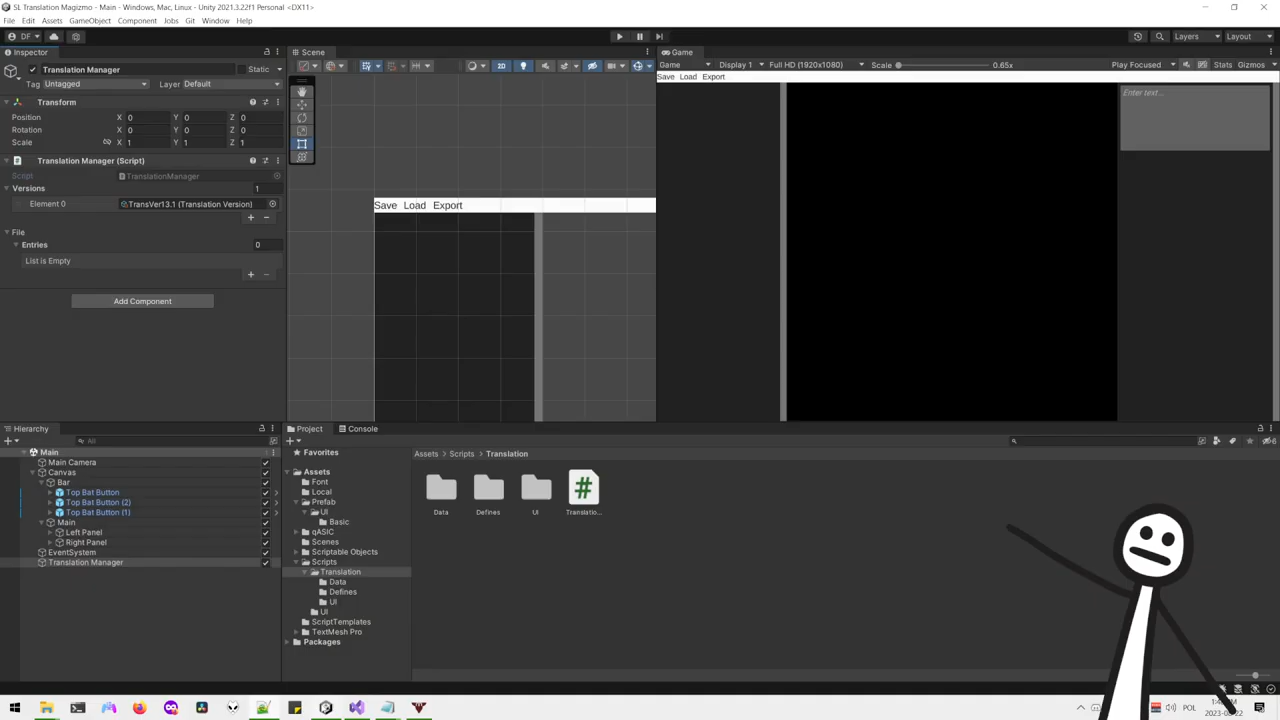 SL Translation Magizmo - Main - Windows, Mac, Linux - Unity 2021.3.22f1 Personal <DX11>
File Edit Assets GameObject Component Jobs Git Window Help
DF Layers Layout
Inspector
Translation Manager Static
Tag Untagged Layer Default
Transform
Position X 0 Y 0 Z 0
Rotation X 0 Y 0 Z 0
Scale X 1 Y 1 Z 1
Translation Manager (Script)
Script TranslationManager
Versions 1
Element 0 TransVer13.1 (Translation Version)
File
Entries 0
List is Empty
Add Component
Scene
2D
Save Load Export
Game
Game Display 1 Full HD (1920x1080) Scale 0.65x Play Focused Stats Gizmos
Save Load Export
Enter text...
Hierarchy
All
Main
Main Camera
Canvas
Bar
Top Bat Button
Top Bat Button (2)
Top Bat Button (1)
Main
Left Panel
Right Panel
EventSystem
Translation Manager
Project Console
6
Favorites
Assets
Font
Local
Prefab
UI
Basic
qASIC
Scenes
Scriptable Objects
Scripts
Translation
Data
Defines
UI
UI
ScriptTemplates
TextMesh Pro
Packages
Assets Scripts Translation
Data Defines UI Translatio...
POL